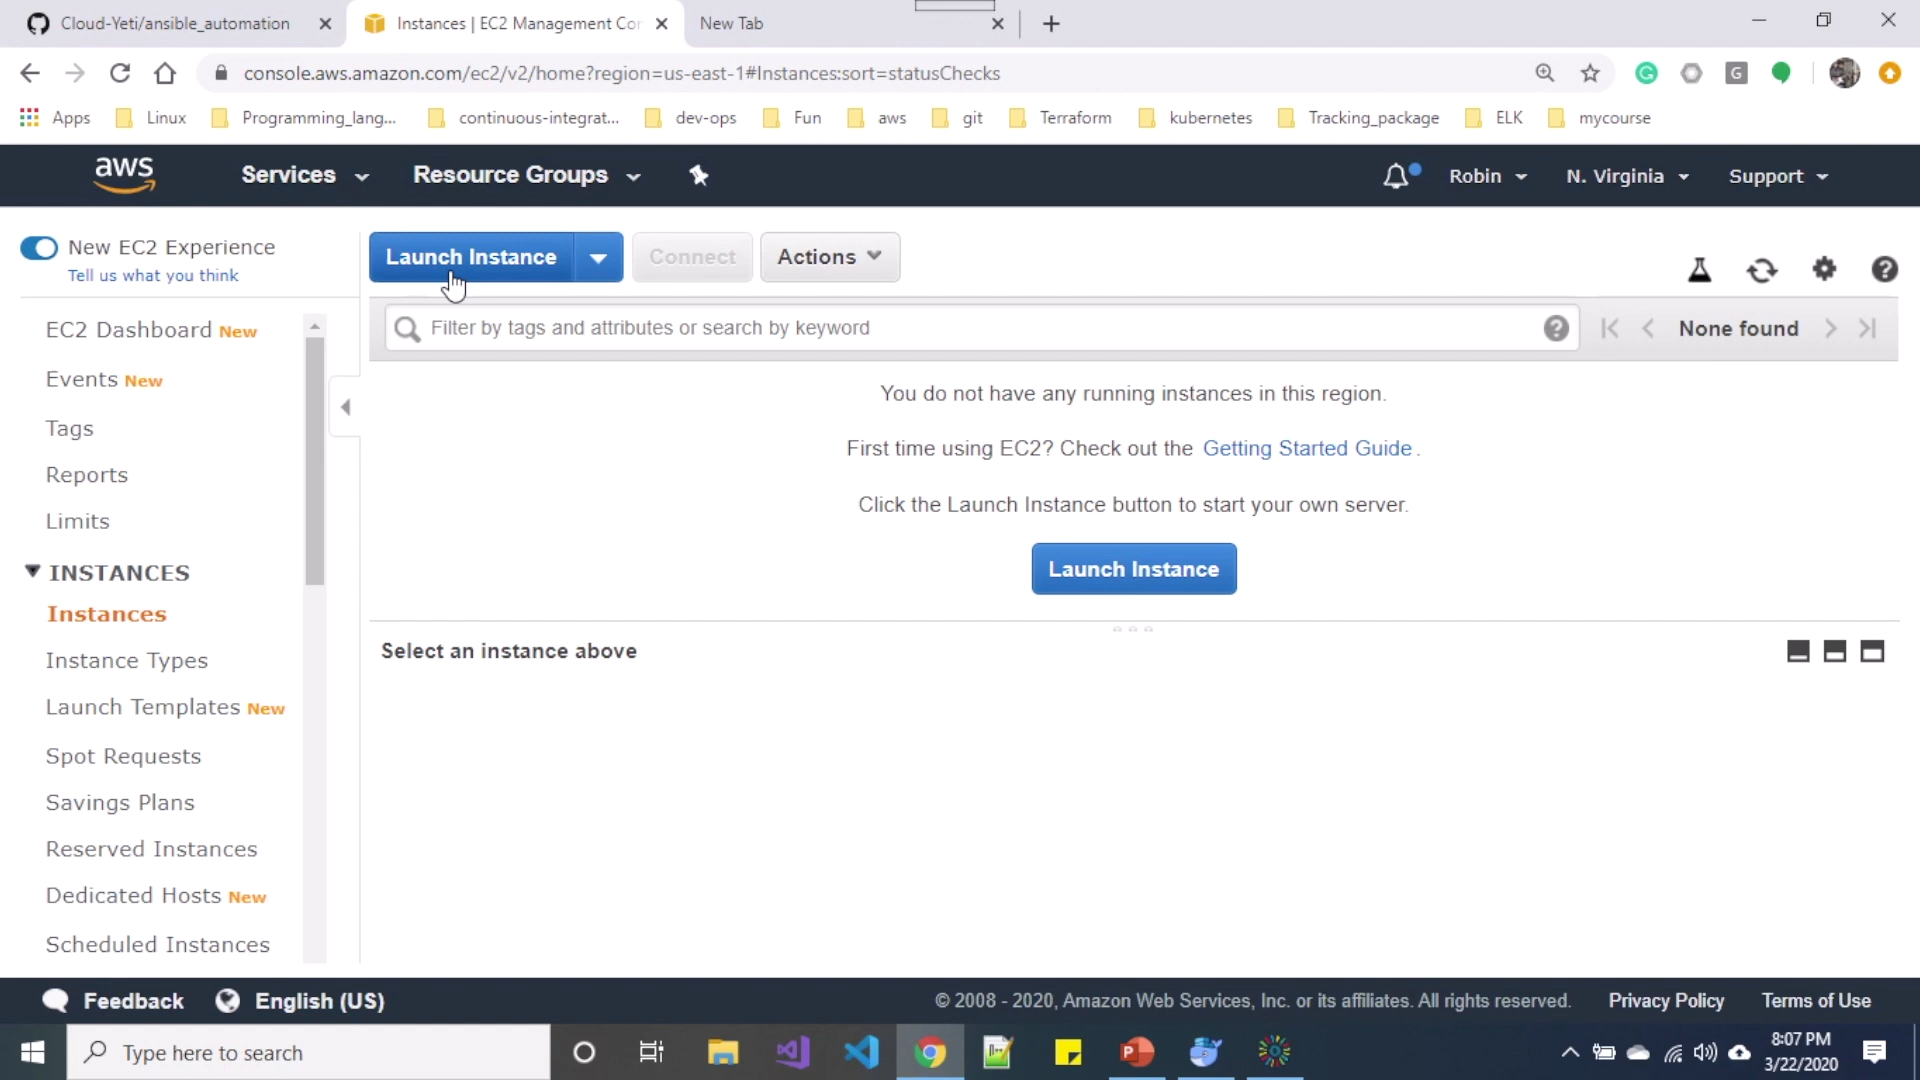 Cloud-Yeti/ansible_automation
Instances | EC2 Management Cor
New Tab
console.aws.amazon.com/ec2/v2/home?region=us-east-1#Instances:sort=statusChecks
G
Apps
Linux
Programming_lang...
continuous-integrat...
dev-ops
Fun
aws
git
Terraform
kubernetes
Tracking_package
ELK
mycourse
aws
Services
Resource Groups
Robin
N. Virginia
Support
New EC2 Experience
Tell us what you think
Launch Instance
Connect
Actions
EC2 Dashboard New
Events New
Tags
Reports
Limits
INSTANCES
Instances
Instance Types
Launch Templates New
Spot Requests
Savings Plans
Reserved Instances
Dedicated Hosts New
Scheduled Instances
Filter by tags and attributes or search by keyword
None found
You do not have any running instances in this region.
First time using EC2? Check out the Getting Started Guide.
Click the Launch Instance button to start your own server.
Launch Instance
Select an instance above
Feedback
English (US)
© 2008 - 2020, Amazon Web Services, Inc. or its affiliates. All rights reserved.
Privacy Policy
Terms of Use
Type here to search
8:07 PM
3/22/2020